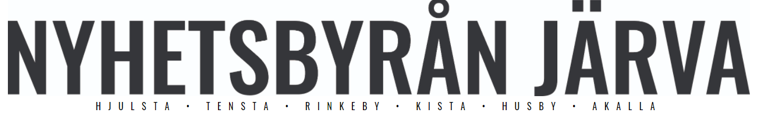 NYHETSBYRÅN JÄRVA
HJULSTA • TENSTA • RINKEBY • KISTA • HUSBY • AKALLA